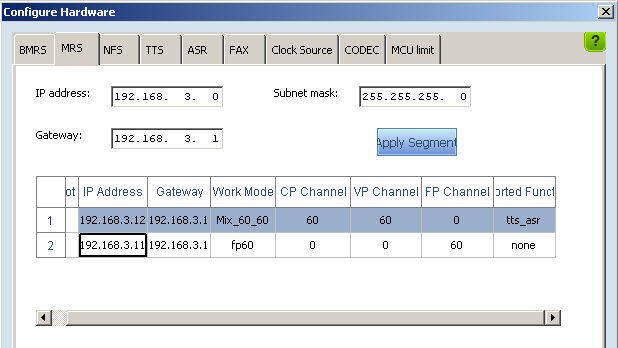 Configure Hardware
BMRS MRS NFS TTS ASR FAX Clock Source CODEC MCU limit ?
IP address: 192.168. 3. 0 Subnet mask: 255.255.255. 0
Gateway: 192.168. 3. 1 Apply Segment
ot IP Address Gateway Work Mode CP Channel VP Channel FP Channel orted Funct
1 192.168.3.12 192.168.3.1 Mix_60_60 60 60 0 tts_asr
2 192.168.3.11 192.168.3.1 fp60 0 0 60 none